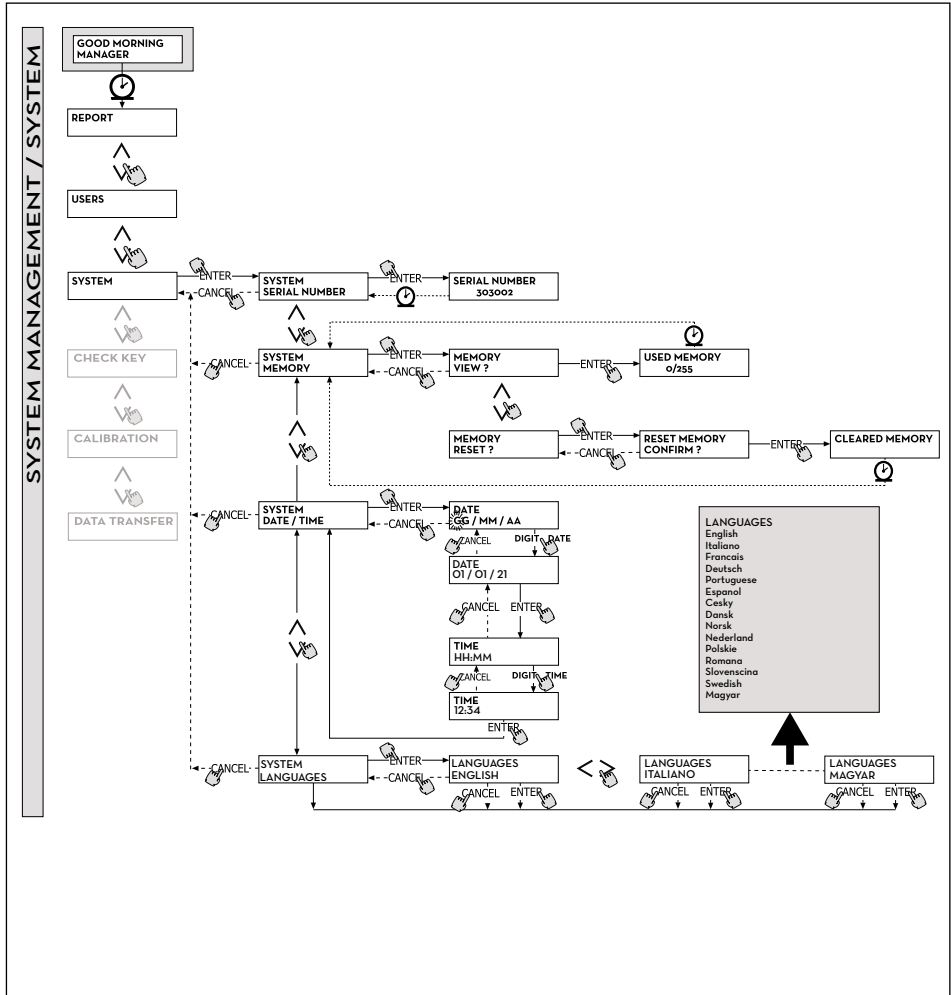 SYSTEM MANAGEMENT / SYSTEM
GOOD MORNING
MANAGER
REPORT
USERS
SYSTEM
ENTER
CANCEL
SYSTEM
SERIAL NUMBER
ENTER
SERIAL NUMBER
303002
CHECK KEY
CANCEL
SYSTEM
MEMORY
ENTER
CANCEL
MEMORY
VIEW ?
ENTER
USED MEMORY
0/255
CALIBRATION
MEMORY
RESET ?
ENTER
CANCEL
RESET MEMORY
CONFIRM ?
ENTER
CLEARED MEMORY
DATA TRANSFER
CANCEL
SYSTEM
DATE / TIME
ENTER
CANCEL
DATE
GG / MM / AA
CANCEL
DIGIT DATE
DATE
01 / 01 / 21
CANCEL
ENTER
TIME
HH:MM
CANCEL
DIGIT TIME
TIME
12:34
ENTER
LANGUAGES
English
Italiano
Francais
Deutsch
Portuguese
Espanol
Cesky
Dansk
Norsk
Nederland
Polskie
Romana
Slovenscina
Swedish
Magyar
CANCEL
SYSTEM
LANGUAGES
ENTER
CANCEL
LANGUAGES
ENGLISH
CANCEL
ENTER
< >
LANGUAGES
ITALIANO
CANCEL
ENTER
LANGUAGES
MAGYAR
CANCEL
ENTER